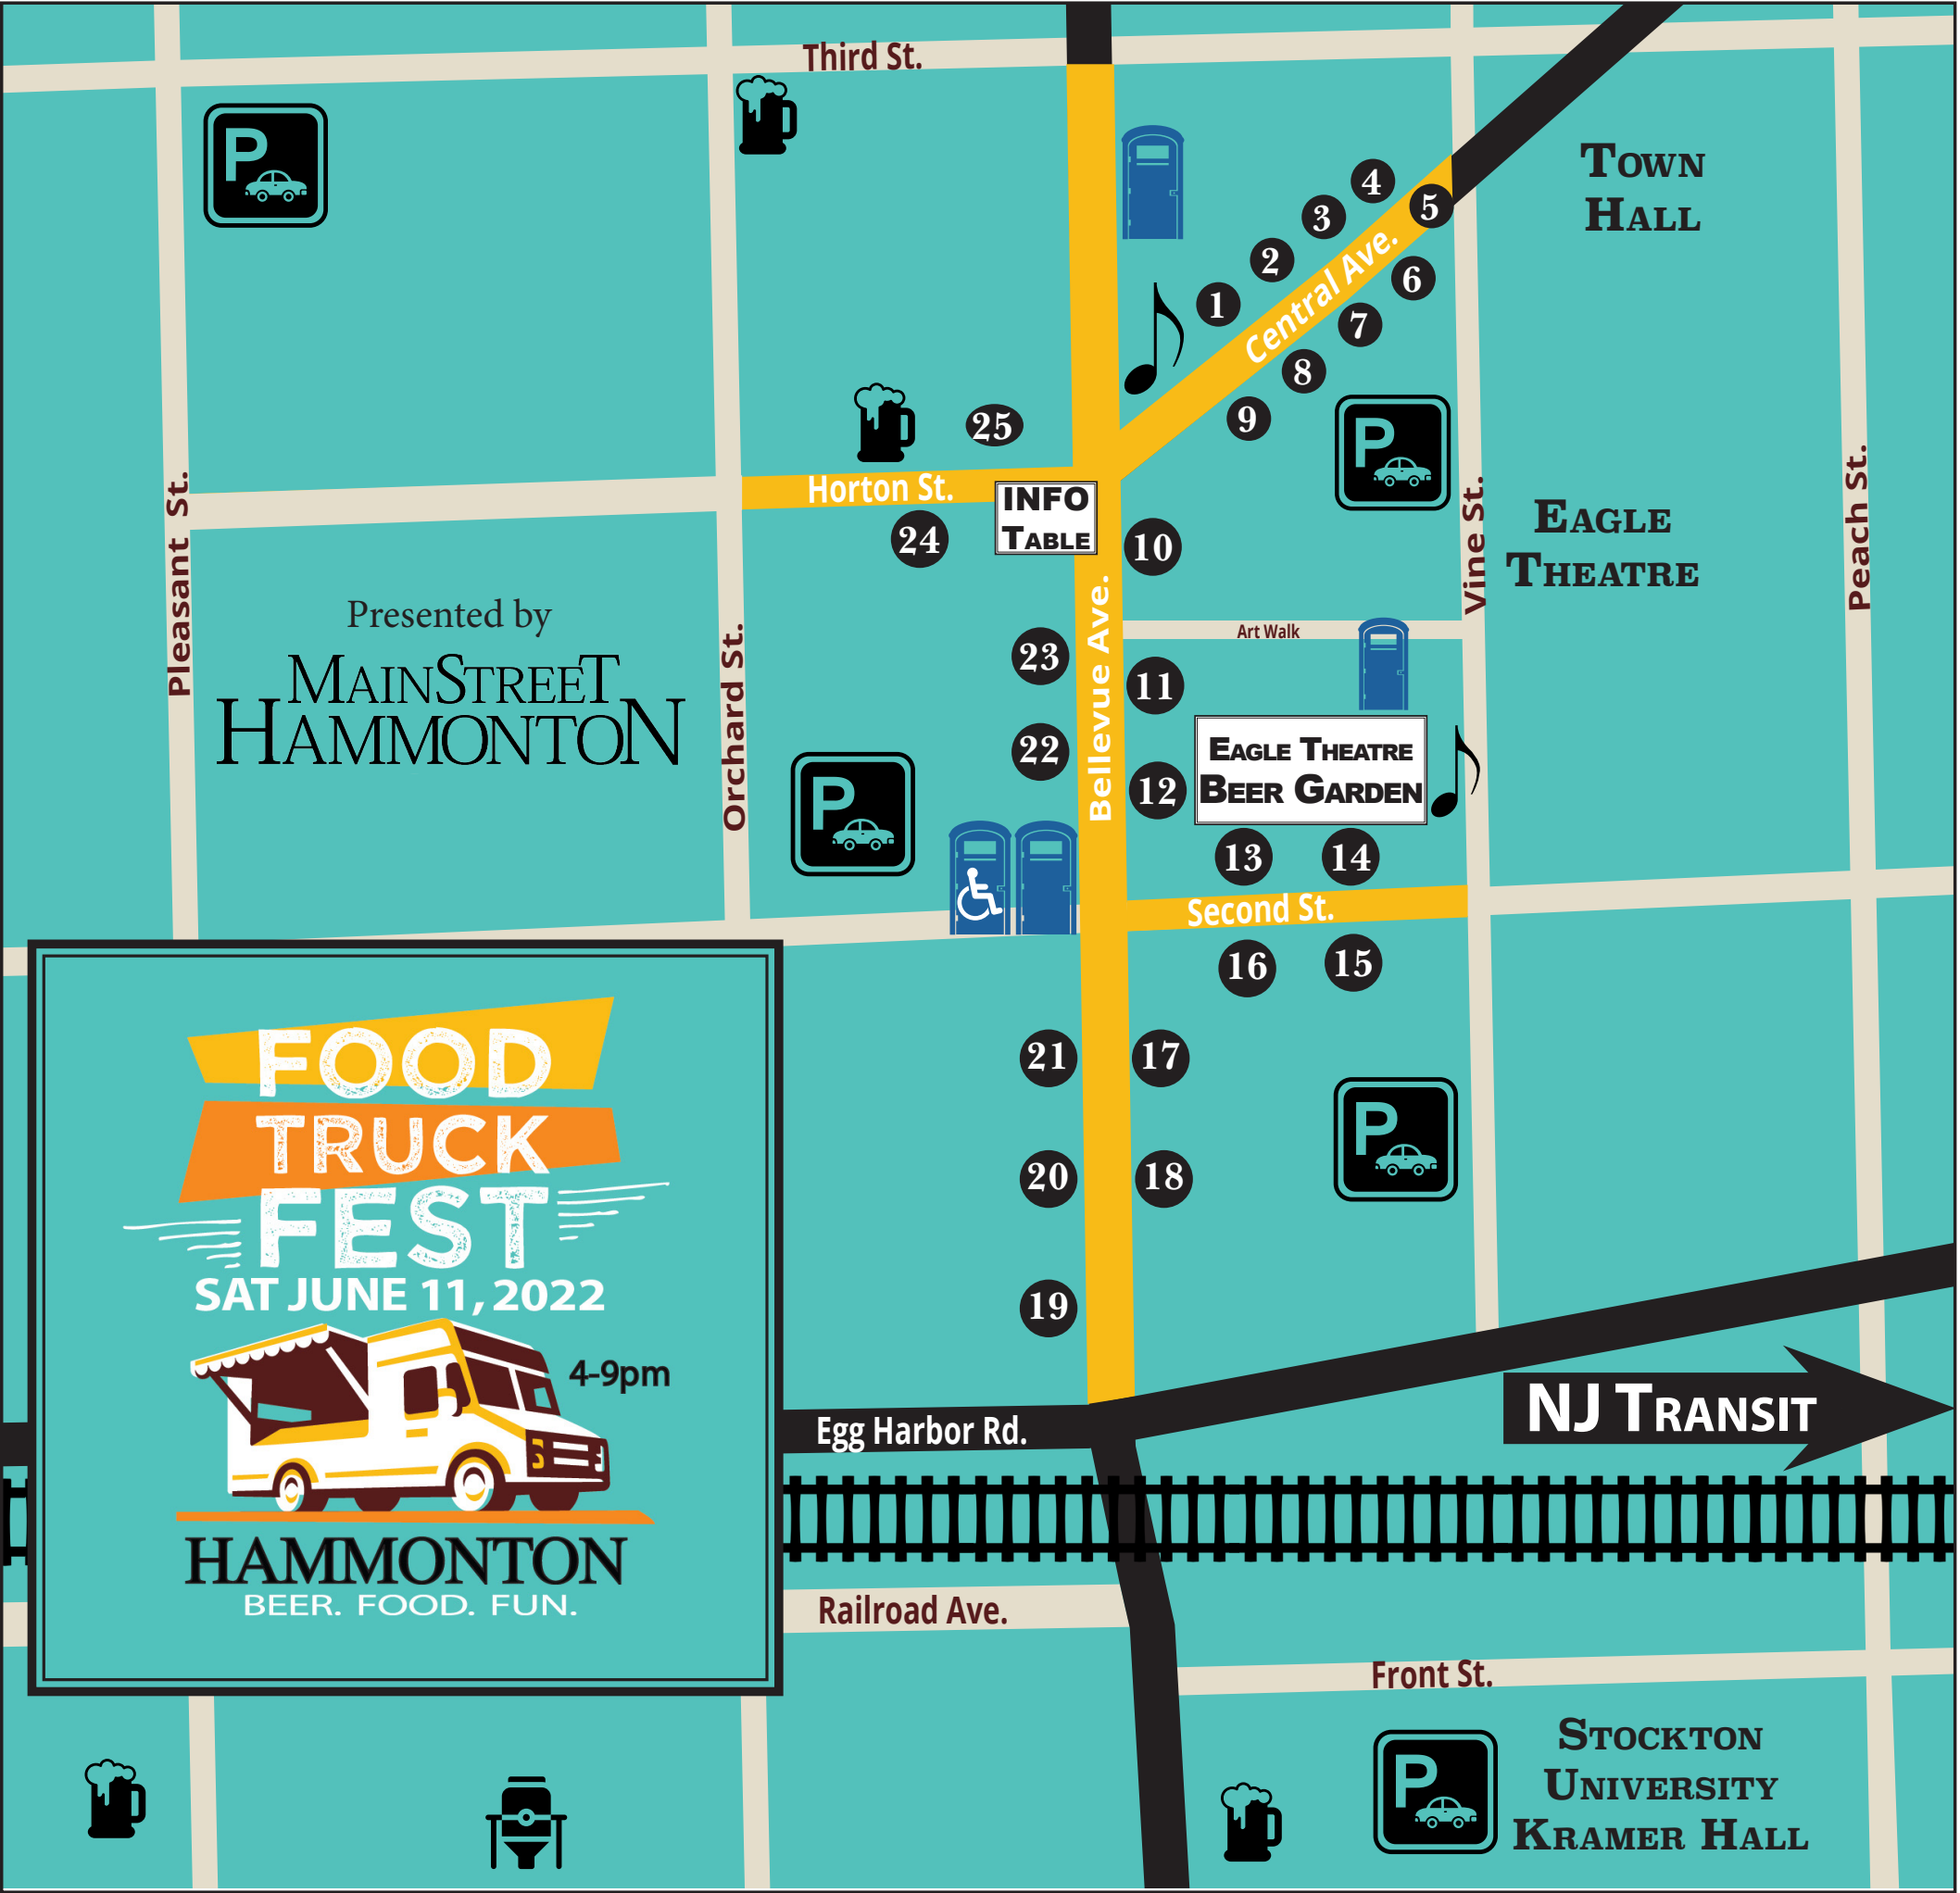 Third St.
P
TOWN
HALL
4
5
3
2
6
1
Central Ave.
7
8
9
25
P
Horton St.
INFO
TABLE
24
10
Pleasant St.
Vine St.
Peach St.
EAGLE
THEATRE
Presented by
MAINSTREET
HAMMONTON
Orchard St.
Art Walk
23
11
Bellevue Ave.
22
12
EAGLE THEATRE
BEER GARDEN
P
13
14
Second St.
16
15
21
17
P
20
18
19
FOOD
TRUCK
FEST
SAT JUNE 11, 2022
4-9pm
HAMMONTON
BEER. FOOD. FUN.
NJ TRANSIT
Egg Harbor Rd.
Railroad Ave.
Front St.
P
STOCKTON
UNIVERSITY
KRAMER HALL